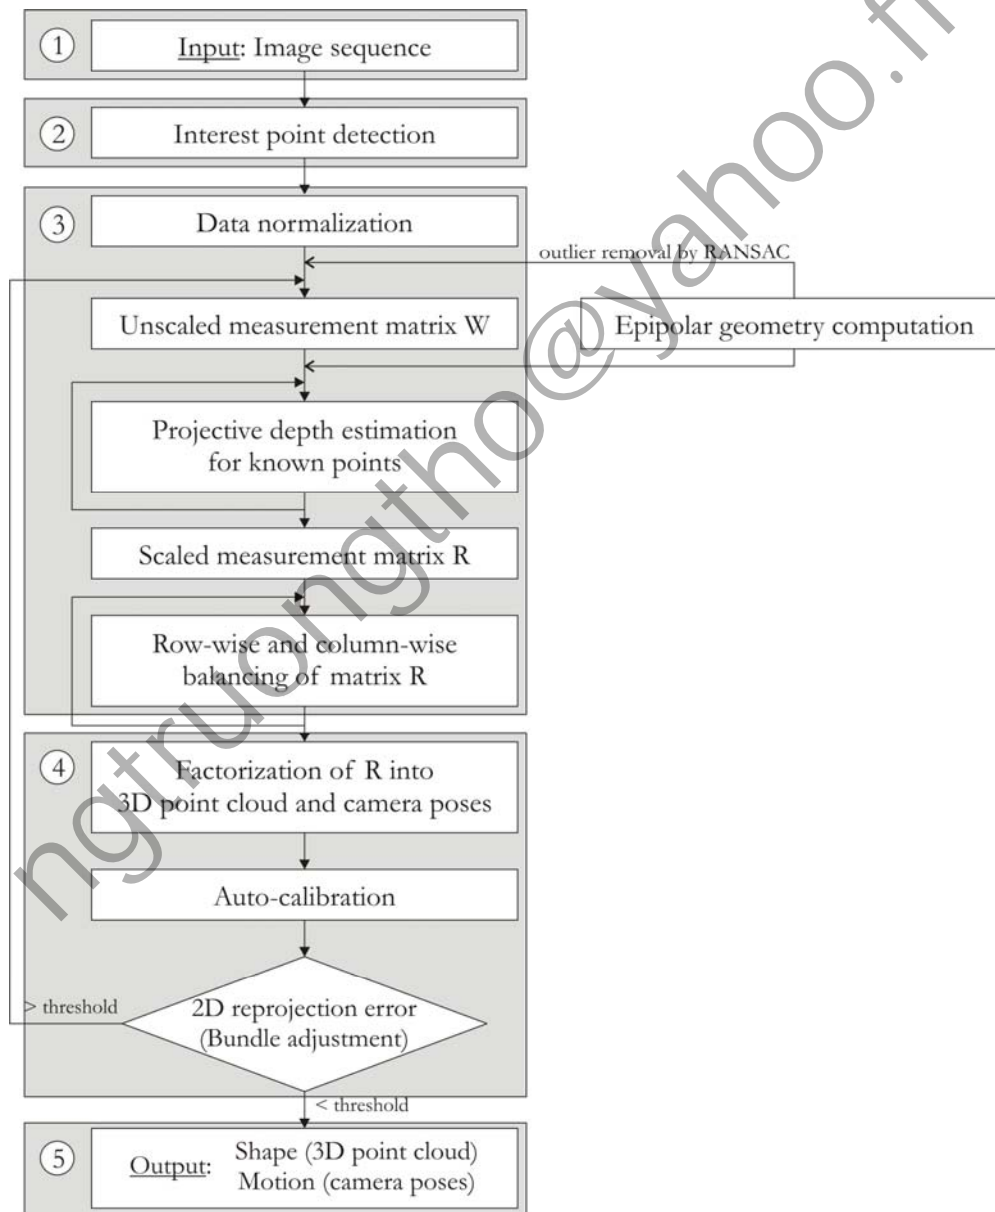 1
Input: Image sequence
2
Interest point detection
3
Data normalization
outlier removal by RANSAC
Unscaled measurement matrix W
Epipolar geometry computation
Projective depth estimation
for known points
Scaled measurement matrix R
Row-wise and column-wise
balancing of matrix R
4
Factorization of R into
3D point cloud and camera poses
Auto-calibration
> threshold
2D reprojection error
(Bundle adjustment)
< threshold
5
Output:
Shape (3D point cloud)
Motion (camera poses)
ngtruongtho@yahoo.fr